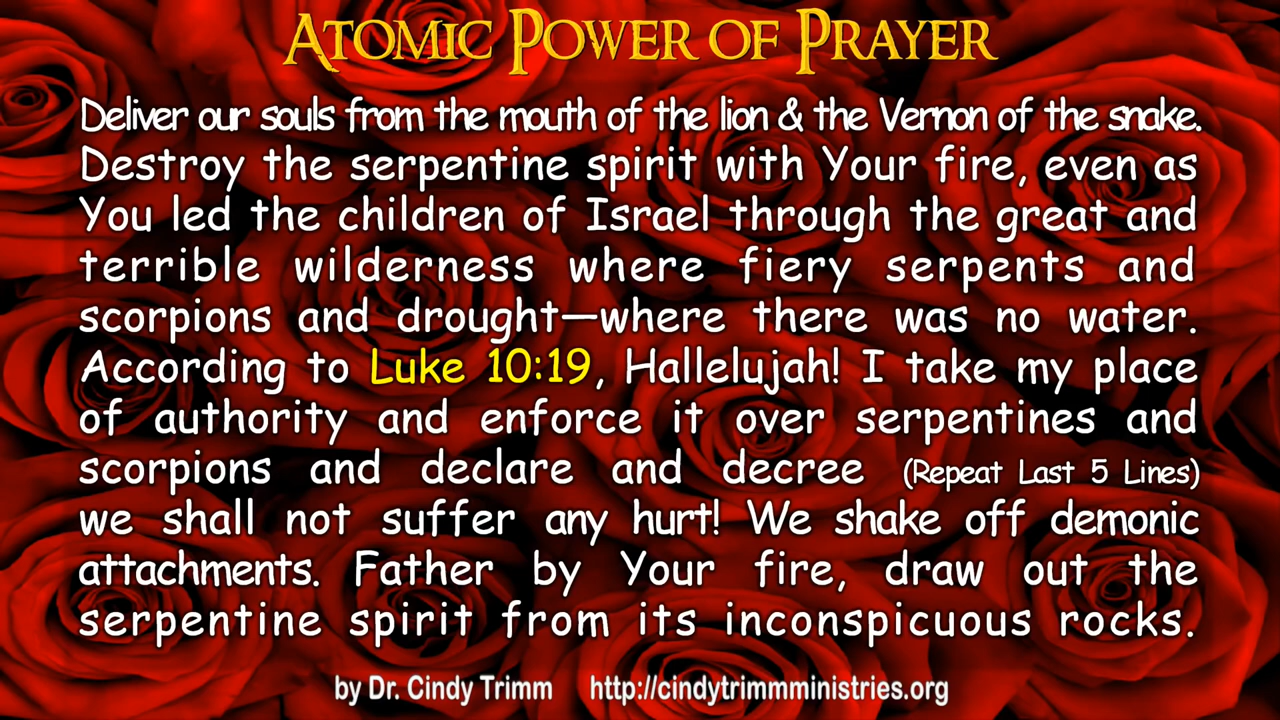 Atomic Power of Prayer
Deliver our souls from the mouth of the lion & the Vernon of the snake.
Destroy the serpentine spirit with Your fire, even as
You led the children of Israel through the great and
terrible wilderness where fiery serpents and
scorpions and drought—where there was no water.
According to Luke 10:19, Hallelujah! I take my place
of authority and enforce it over serpentines and
scorpions and declare and decree (Repeat Last 5 Lines)
we shall not suffer any hurt! We shake off demonic
attachments. Father by Your fire, draw out the
serpentine spirit from its inconspicuous rocks.
by Dr. Cindy Trimm http://cindytrimmministries.org